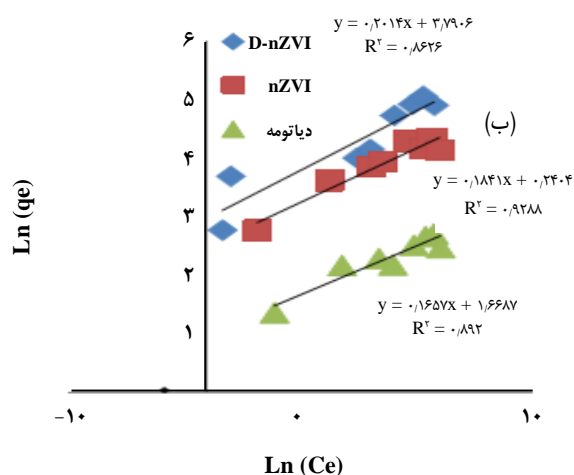 y = ۰٫۲۰۱۴x + ۳٫۷۹۰۶
R² = ۰٫۸۶۲۶
D-nZVI
nZVI
دیاتومه
(ب)
y = ۰٫۱۸۴۱x + ۰٫۲۴۰۴
R² = ۰٫۹۲۸۸
y = ۰٫۱۶۵۷x + ۱٫۶۶۸۷
R² = ۰٫۸۹۲
۶
۵
۴
۳
۲
۱
Ln (qe)
-۱۰
۰
۱۰
Ln (Ce)